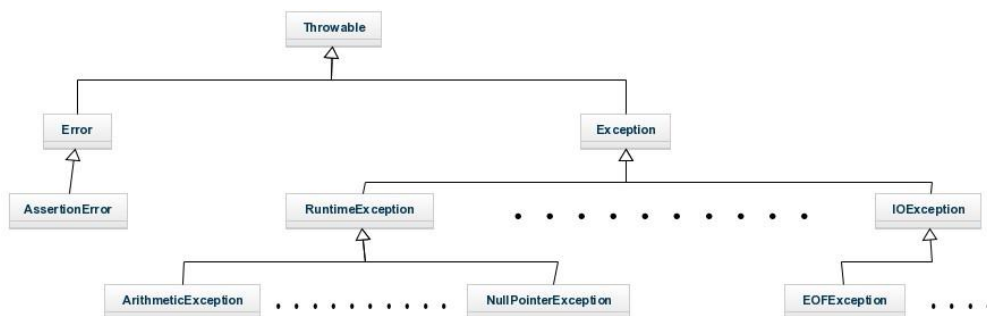 Throwable
Error
Exception
AssertionError
RuntimeException
IOException
ArithmeticException
NullPointerException
EOFException